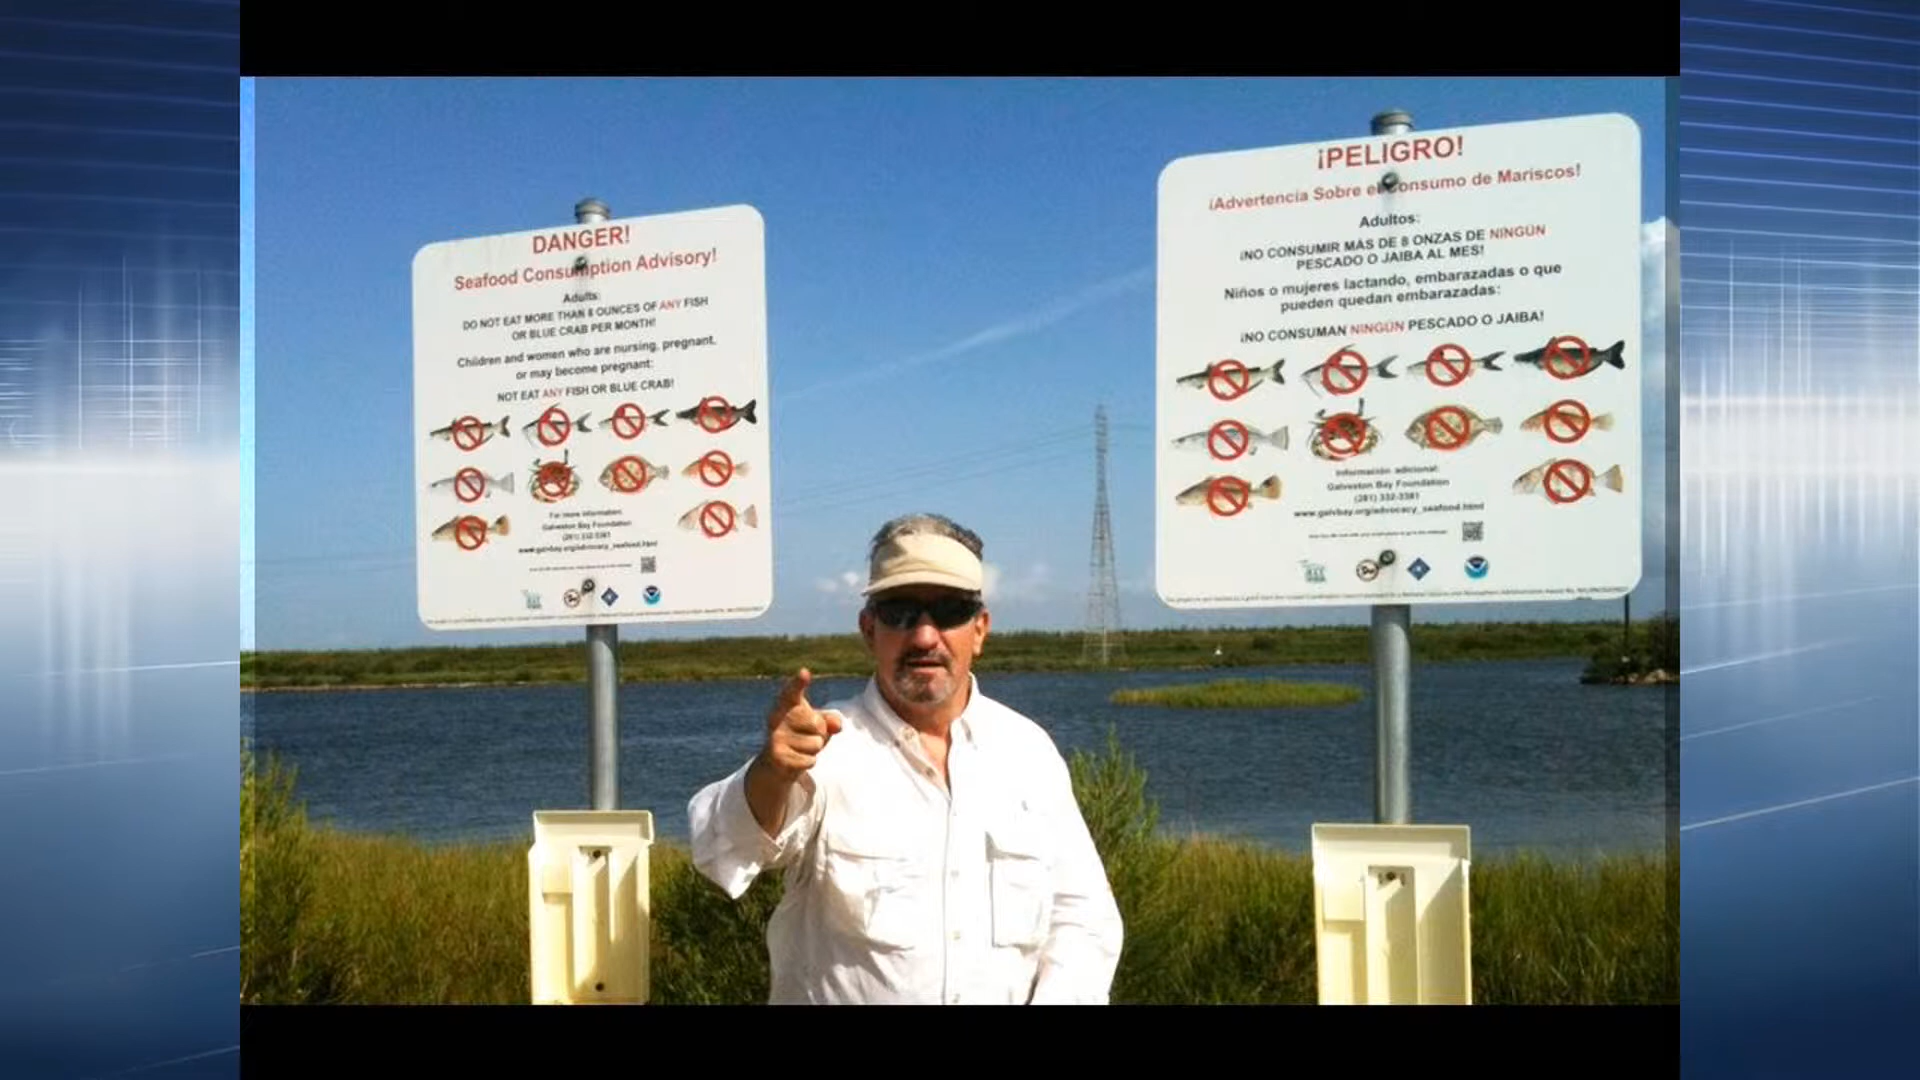 DANGER!
Seafood Consumption Advisory!
Adults:
DO NOT EAT MORE THAN 8 OUNCES OF ANY FISH
OR BLUE CRAB PER MONTH!
Children and women who are nursing, pregnant,
or may become pregnant:
NOT EAT ANY FISH OR BLUE CRAB!
For more information:
Galveston Bay Foundation
(281) 332-3381
www.galvbay.org/advocacy_seafood.html
¡PELIGRO!
¡Advertencia Sobre el Consumo de Mariscos!
Adultos:
¡NO CONSUMIR MÁS DE 8 ONZAS DE NINGÚN
PESCADO O JAIBA AL MES!
Niños o mujeres lactando, embarazadas o que
pueden quedan embarazadas:
¡NO CONSUMAN NINGÚN PESCADO O JAIBA!
Información adicional:
Galveston Bay Foundation
(281) 332-3381
www.galvbay.org/advocacy_seafood.html